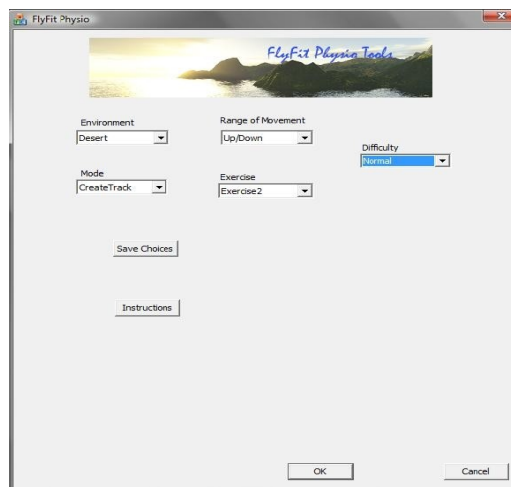 FlyFit Physio
FlyFit Physio Tools
Environment
Desert
Range of Movement
Up/Down
Difficulty
Normal
Mode
CreateTrack
Exercise
Exercise2
Save Choices
Instructions
OK
Cancel